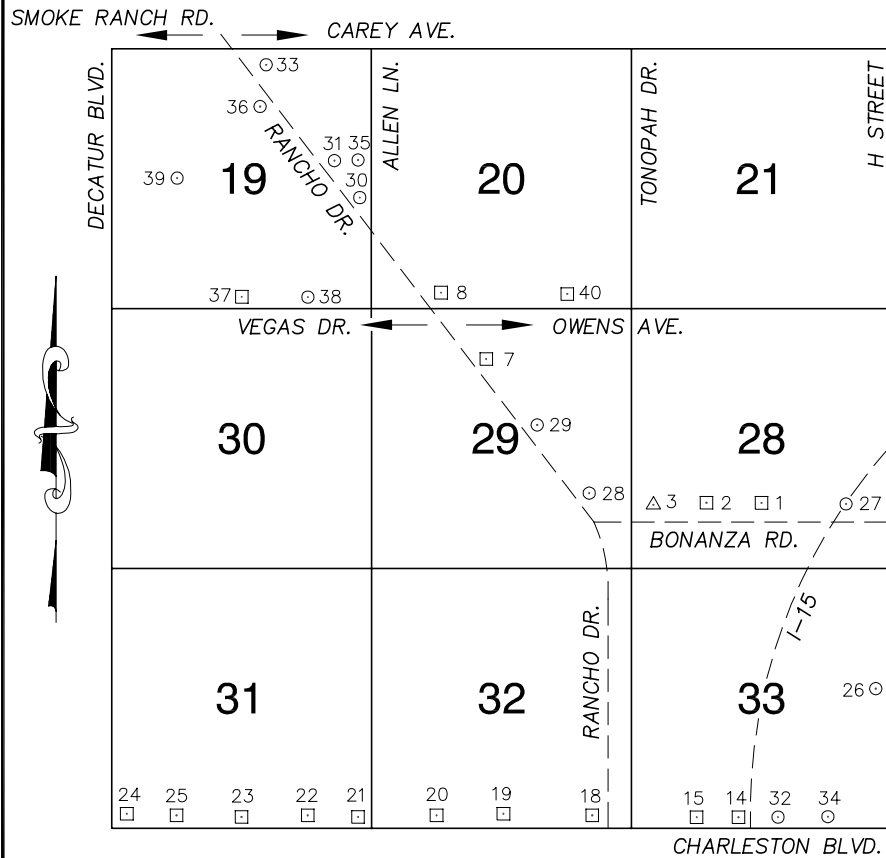 SMOKE RANCH RD.
CAREY AVE.
DECATUR BLVD.
ALLEN LN.
TONOPAH DR.
H STREET
33
36
RANCHO DR.
31 35
30
39
19
20
21
37
38
8
40
VEGAS DR.
OWENS AVE.
7
30
29
29
28
28
3
2
1
27
BONANZA RD.
RANCHO DR.
I-15
31
32
33
26
24
25
23
22
21
20
19
18
15
14
32
34
CHARLESTON BLVD.